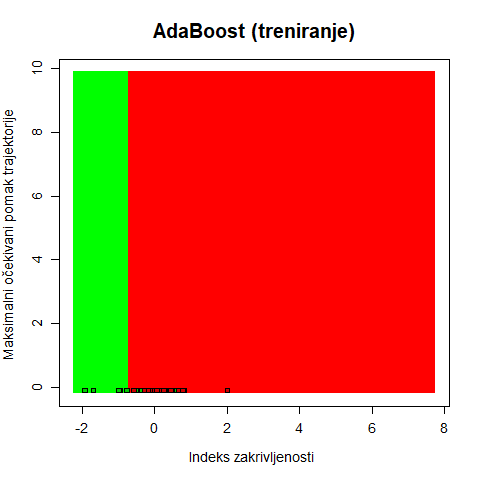 AdaBoost (treniranje)
Maksimalni očekivani pomak trajektorije
10
8
6
4
2
0
-2 0 2 4 6 8
Indeks zakrivljenosti